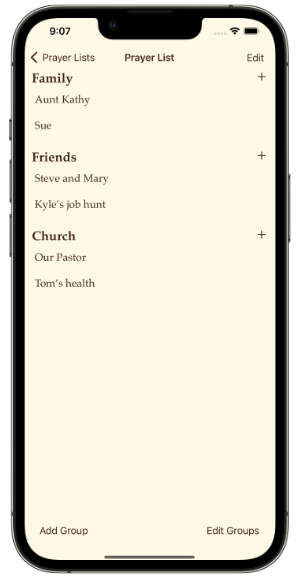 9:07
Prayer Lists Prayer List Edit
Family +
Aunt Kathy
Sue
Friends +
Steve and Mary
Kyle's job hunt
Church +
Our Pastor
Tom's health
Add Group Edit Groups